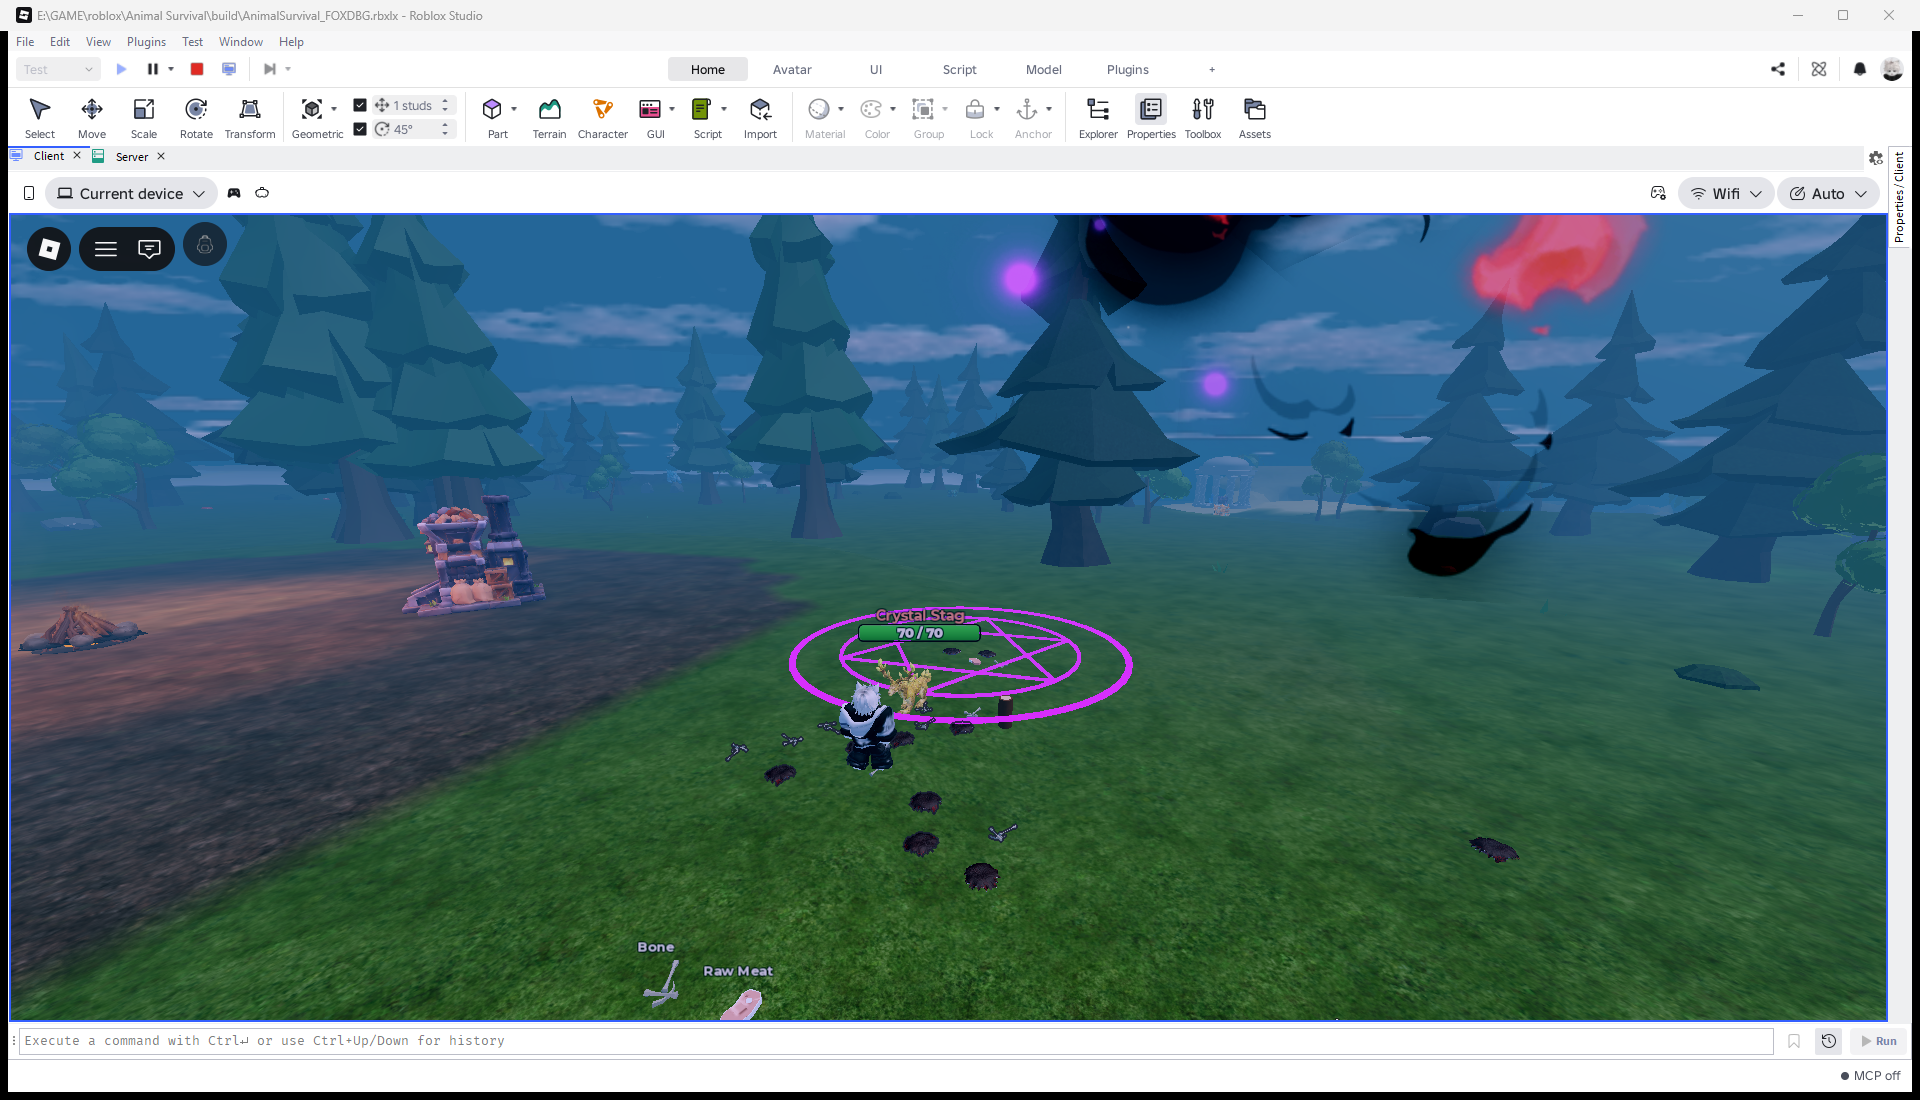 E:\GAME\roblox\Animal Survival\build\AnimalSurvival_FOXDBG.rbxlx - Roblox Studio
File Edit View Plugins Test Window Help
Test
Home Avatar UI Script Model Plugins +
1 studs
45°
Select Move Scale Rotate Transform Geometric Part Terrain Character GUI Script Import Material Color Group Lock Anchor Explorer Properties Toolbox Assets
Client Server
Properties / Client
Current device
Wifi Auto
Crystal Stag
70 / 70
Bone
Raw Meat
Execute a command with Ctrl↵ or use Ctrl+Up/Down for history
Run
MCP off